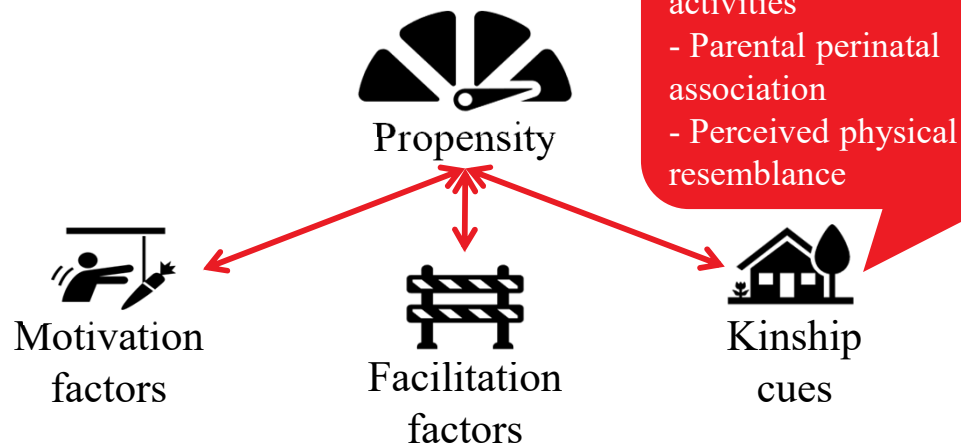 activities
- Parental perinatal
association
- Perceived physical
resemblance
Propensity
Motivation
factors
Facilitation
factors
Kinship
cues